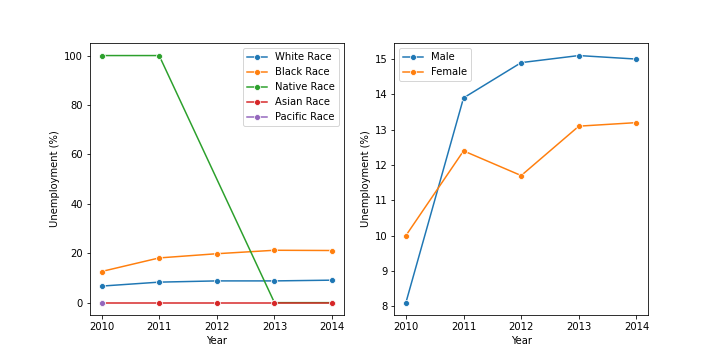 100
80
60
40
20
0
Unemployment (%)
2010 2011 2012 2013 2014
Year
White Race
Black Race
Native Race
Asian Race
Pacific Race
15
14
13
12
11
10
9
8
Unemployment (%)
2010 2011 2012 2013 2014
Year
Male
Female